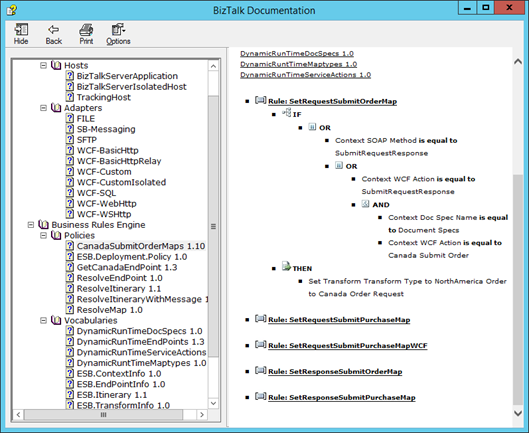 BizTalk Documentation
Hide
Back
Print
Options
Hosts
BizTalkServerApplication
BizTalkServerIsolatedHost
TrackingHost
Adapters
FILE
SB-Messaging
SFTP
WCF-BasicHttp
WCF-BasicHttpRelay
WCF-Custom
WCF-CustomIsolated
WCF-SQL
WCF-WebHttp
WCF-WSHttp
Business Rules Engine
Policies
CanadaSubmitOrderMaps 1.10
ESB.Deployment.Policy 1.0
GetCanadaEndPoint 1.3
ResolveEndPoint 1.0
ResolveItinerary 1.1
ResolveItineraryWithMessage 1
ResolveMap 1.0
Vocabularies
DynamicRunTimeDocSpecs 1.0
DynamicRunTimeEndPoints 1.3
DynamicRunTimeServiceActions
DynamicRuntTimeMaptypes 1.0
ESB.ContextInfo 1.0
ESB.EndPointInfo 1.0
ESB.Itinerary 1.1
ESB.TransformInfo 1.0
DynamicRunTimeDocSpecs 1.0
DynamicRuntTimeMaptypes 1.0
DynamicRunTimeServiceActions 1.0
Rule: SetRequestSubmitOrderMap
IF
OR
Context SOAP Method is equal to
SubmitRequestResponse
OR
Context WCF Action is equal to
SubmitRequestResponse
AND
Context Doc Spec Name is equal
to Document Specs
Context WCF Action is equal to
Canada Submit Order
THEN
Set Transform Transform Type to NorthAmerica Order
to Canada Order Request
Rule: SetRequestSubmitPurchaseMap
Rule: SetRequestSubmitPurchaseMapWCF
Rule: SetResponseSubmitOrderMap
Rule: SetResponseSubmitPurchaseMap